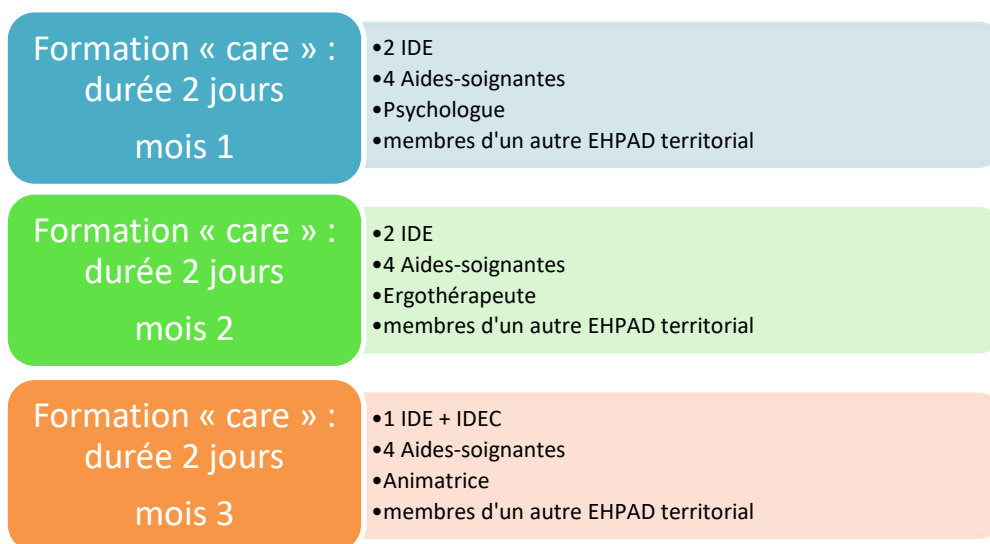 Formation « care » :
durée 2 jours
mois 1
•2 IDE
•4 Aides-soignantes
•Psychologue
•membres d'un autre EHPAD territorial
Formation « care » :
durée 2 jours
mois 2
•2 IDE
•4 Aides-soignantes
•Ergothérapeute
•membres d'un autre EHPAD territorial
Formation « care » :
durée 2 jours
mois 3
•1 IDE + IDEC
•4 Aides-soignantes
•Animatrice
•membres d'un autre EHPAD territorial